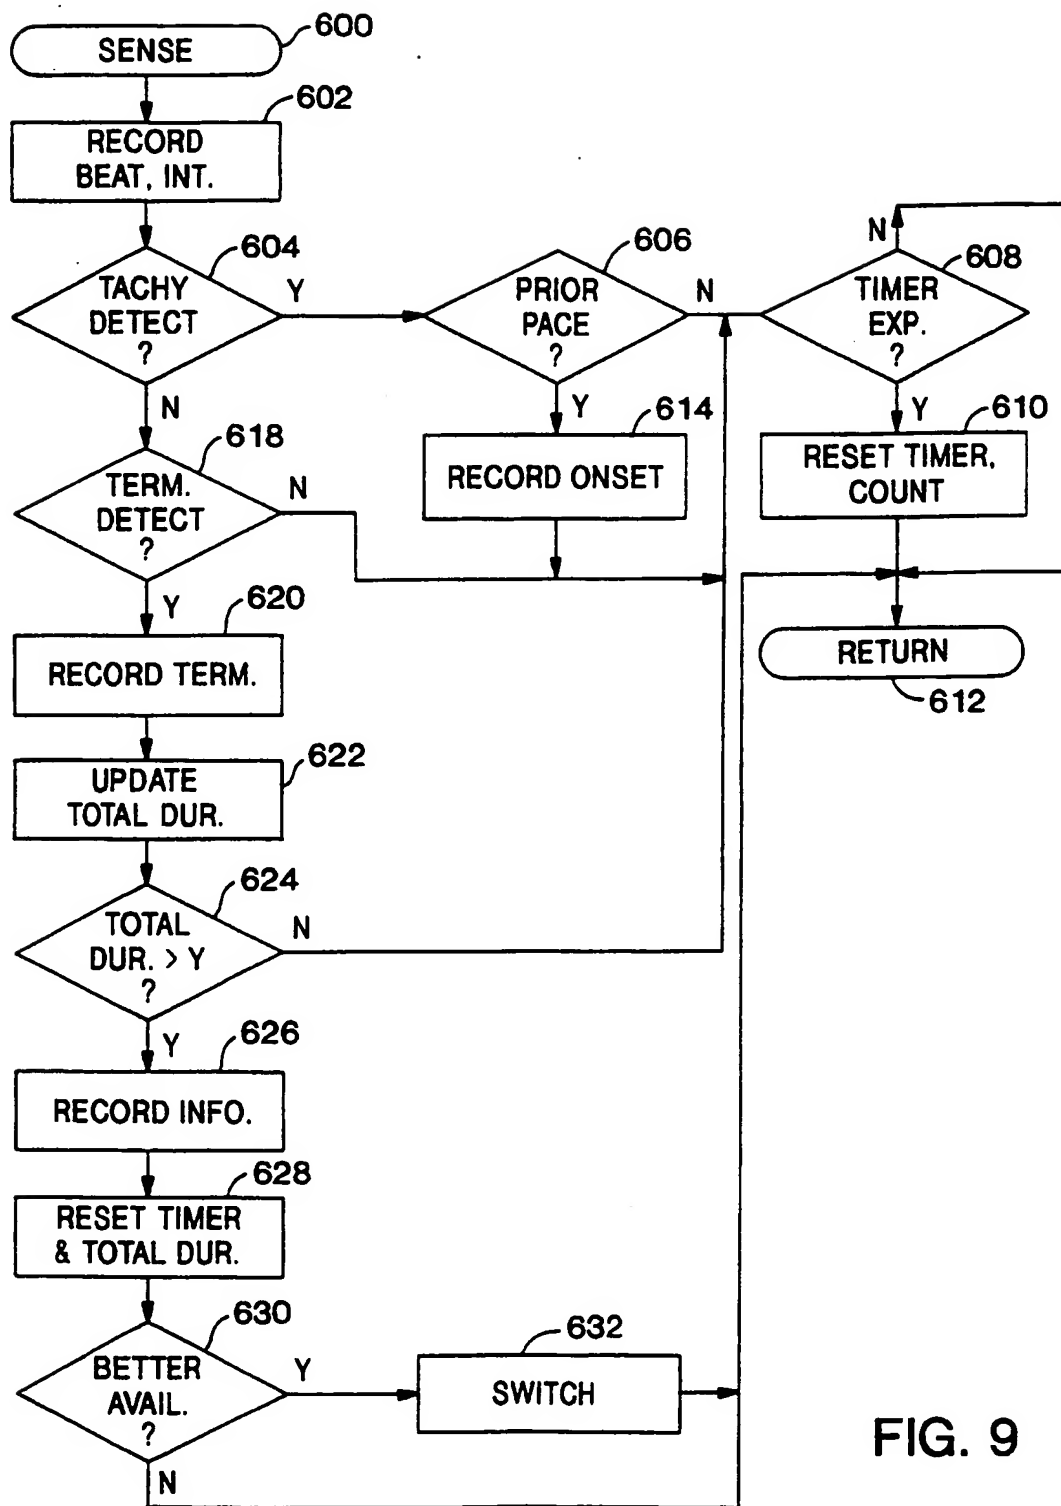 SENSE
600
RECORD
BEAT, INT.
602
TACHY
DETECT
?
604
Y
N
PRIOR
PACE
?
606
N
Y
TIMER
EXP.
?
608
N
Y
RECORD ONSET
614
RESET TIMER,
COUNT
610
RETURN
612
TERM.
DETECT
?
618
N
Y
RECORD TERM.
620
UPDATE
TOTAL DUR.
622
TOTAL
DUR. > Y
?
624
N
Y
RECORD INFO.
626
RESET TIMER
& TOTAL DUR.
628
BETTER
AVAIL.
?
630
Y
N
SWITCH
632
FIG. 9